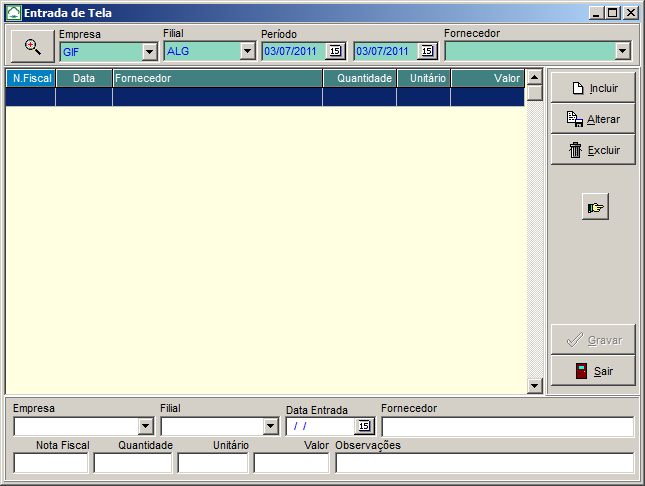 Entrada de Tela
Empresa Filial Período Fornecedor
GIF ALG 03/07/2011 15 03/07/2011 15
N.Fiscal Data Fornecedor Quantidade Unitário Valor
Incluir
Alterar
Excluir
Gravar
Sair
Empresa Filial Data Entrada Fornecedor
/ / 15
Nota Fiscal Quantidade Unitário Valor Observações